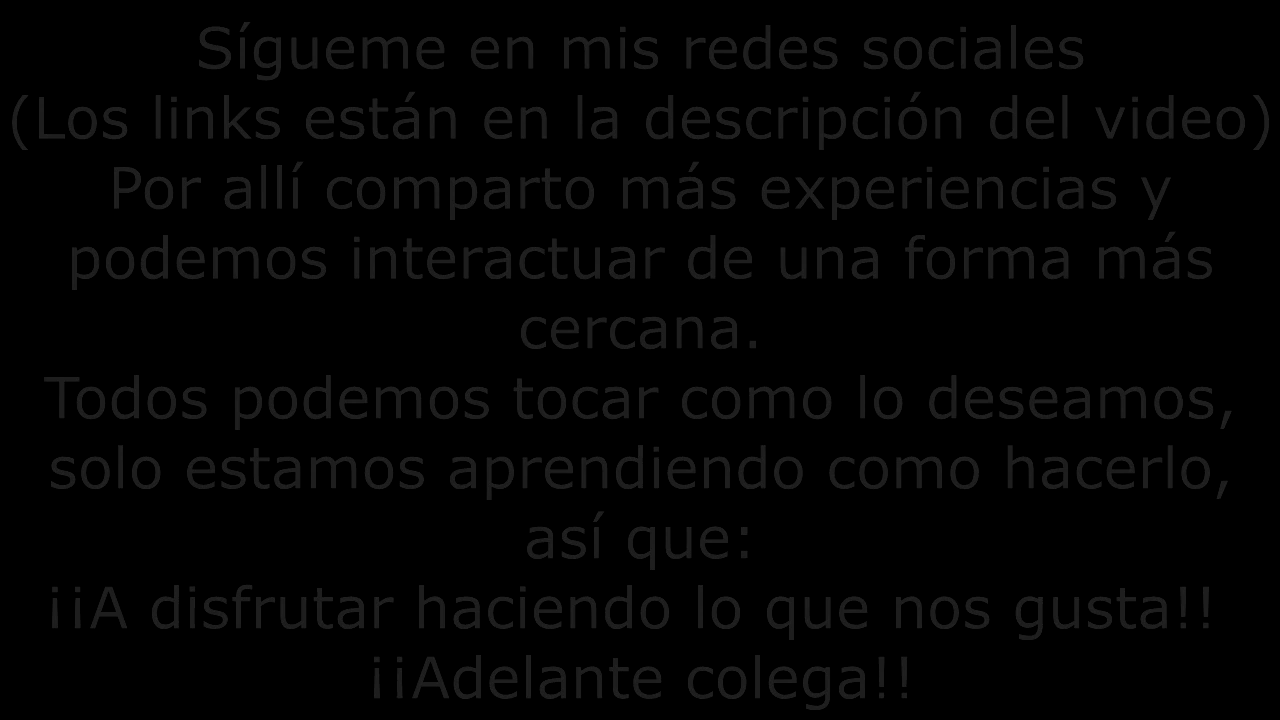 Sígueme en mis redes sociales
(Los links están en la descripción del video)
Por allí comparto más experiencias y
podemos interactuar de una forma más
cercana.
Todos podemos tocar como lo deseamos,
solo estamos aprendiendo como hacerlo,
así que:
¡¡A disfrutar haciendo lo que nos gusta!!
¡¡Adelante colega!!